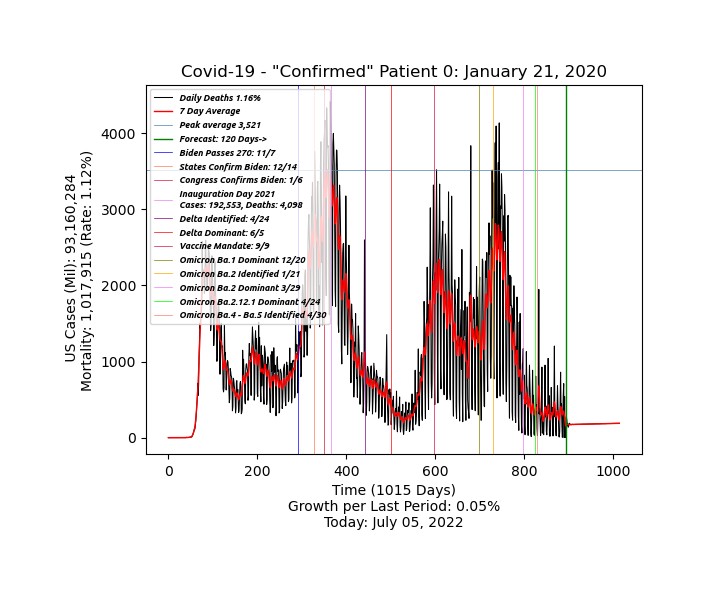 Covid-19 - "Confirmed" Patient 0: January 21, 2020
Daily Deaths 1.16%
7 Day Average
Peak average 3,521
Forecast: 120 Days->
Biden Passes 270: 11/7
States Confirm Biden: 12/14
Congress Confirms Biden: 1/6
Inauguration Day 2021
Cases: 192,553, Deaths: 4,098
Delta Identified: 4/24
Delta Dominant: 6/5
Vaccine Mandate: 9/9
Omicron Ba.1 Dominant 12/20
Omicron Ba.2 Identified 1/21
Omicron Ba.2 Dominant 3/29
Omicron Ba.2.12.1 Dominant 4/24
Omicron Ba.4 - Ba.5 Identified 4/30
4000
3000
2000
1000
0
US Cases (Mil): 93,160,284
Mortality: 1,017,915 (Rate: 1.12%)
0 200 400 600 800 1000
Time (1015 Days)
Growth per Last Period: 0.05%
Today: July 05, 2022